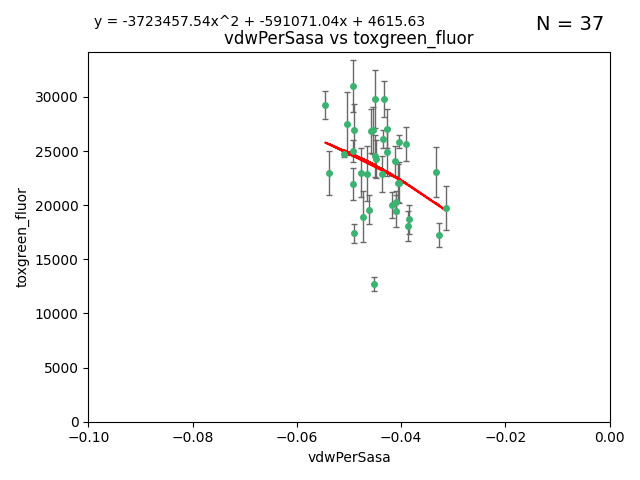 y = -3723457.54x^2 + -591071.04x + 4615.63
N = 37
vdwPerSasa vs toxgreen_fluor
30000
25000
20000
15000
10000
5000
0
toxgreen_fluor
−0.10
−0.08
−0.06
−0.04
−0.02
0.00
vdwPerSasa